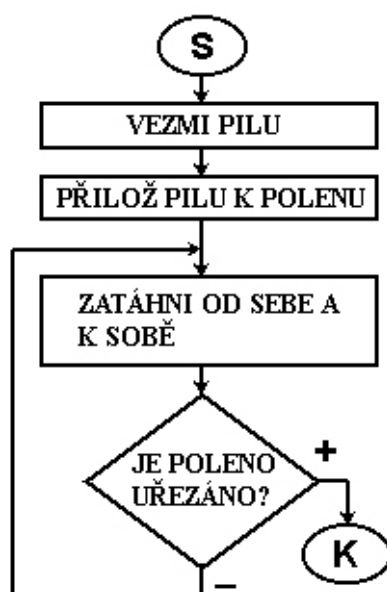 S
VEZMI PILU
PŘILOŽ PILU K POLENU
ZATÁHNI OD SEBE A
K SOBĚ
JE POLENO
UŘEZÁNO?
+
K
–